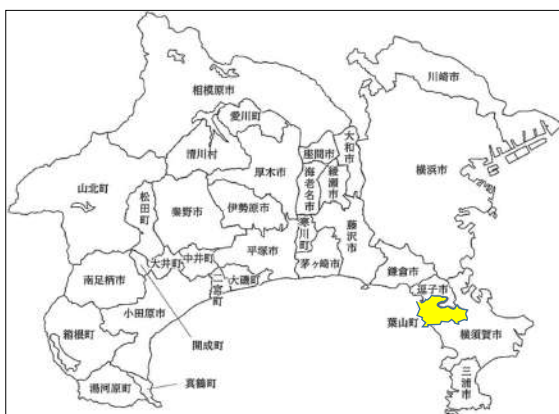 川崎市
相模原市
愛川町
清川村
座間市
大和市
厚木市
海老名市
綾瀬市
横浜市
山北町
松田町
秦野市
伊勢原市
寒川町
藤沢市
大井町
中井町
平塚市
茅ヶ崎市
鎌倉市
南足柄市
二宮町
大磯町
逗子市
小田原市
葉山町
横須賀市
箱根町
開成町
三浦市
湯河原町
真鶴町